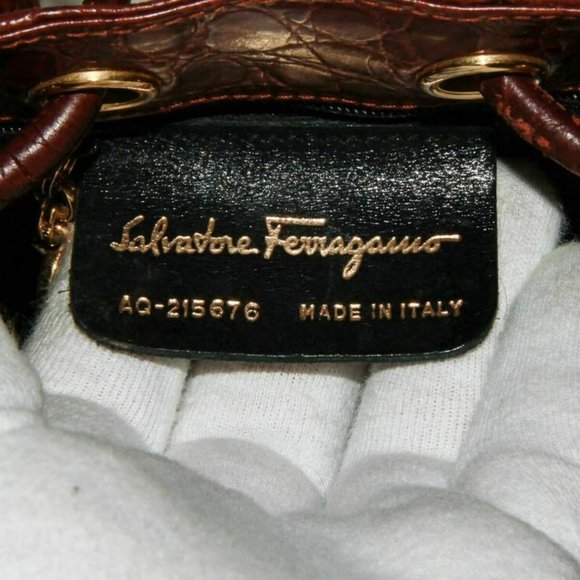 Salvatore Ferragamo
AQ-215676 MADE IN ITALY